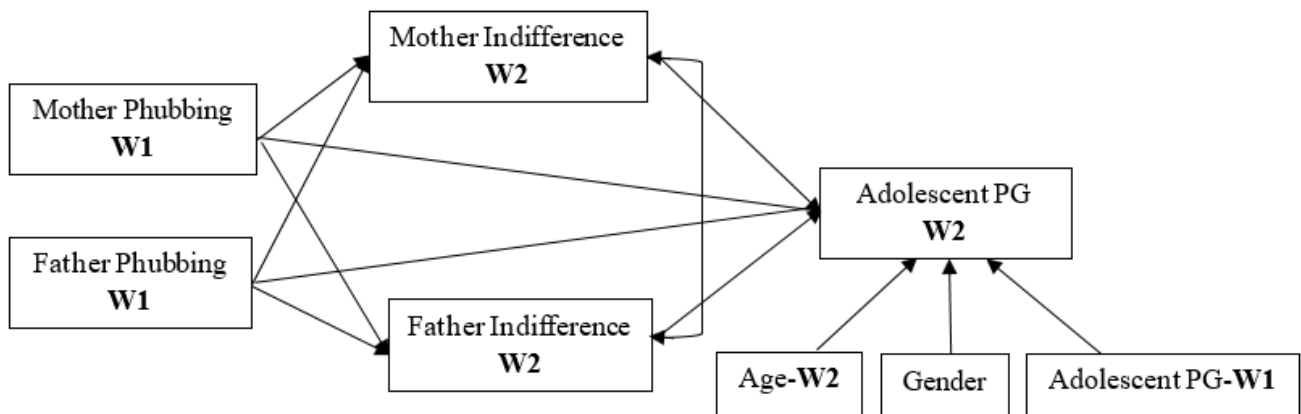 Mother Indifference
W2
Mother Phubbing
W1
Adolescent PG
W2
Father Phubbing
W1
Father Indifference
W2
Age-W2
Gender
Adolescent PG-W1